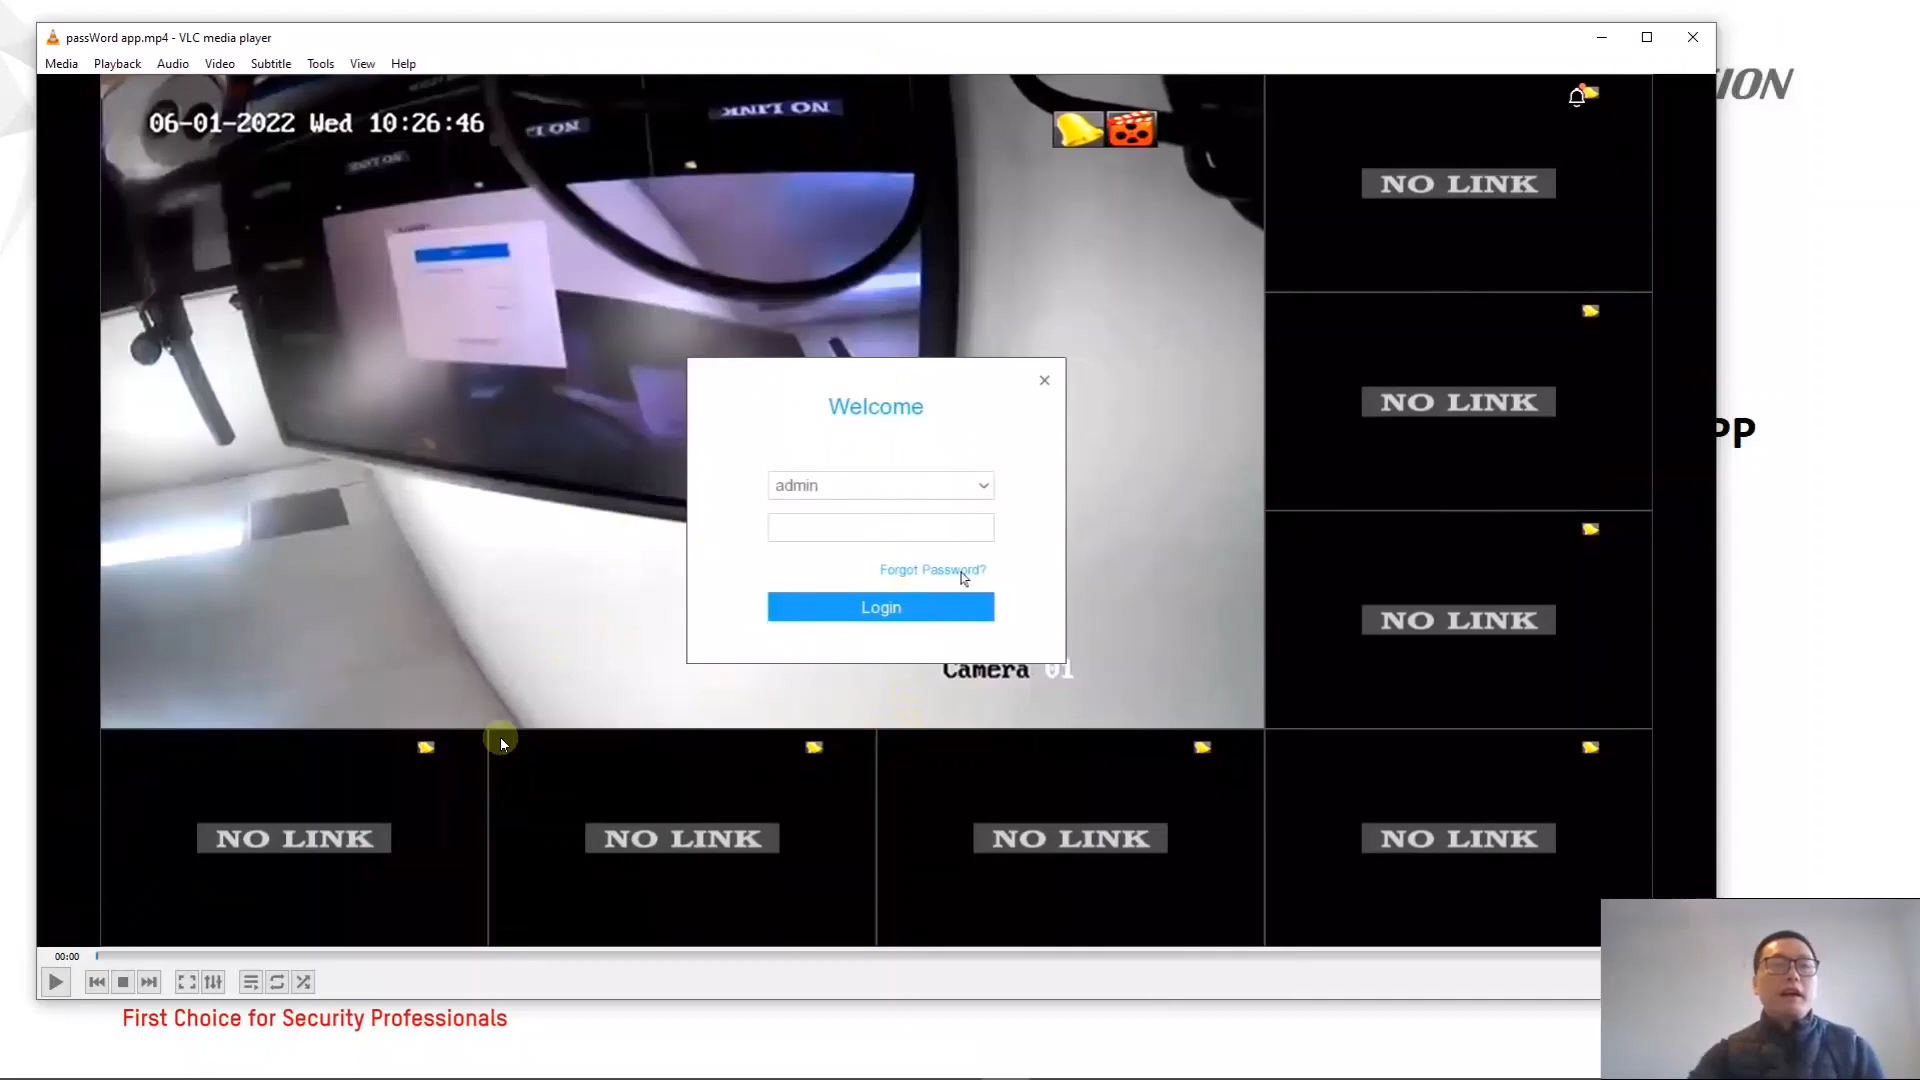 passWord app.mp4 - VLC media player
Media Playback Audio Video Subtitle Tools View Help
ION
06-01-2022 Wed 10:26:46
NO LINK
NO LINK
Welcome
NO LINK
PP
admin
Forgot Password?
Login
NO LINK
Camera 01
NO LINK
NO LINK
NO LINK
NO LINK
00:00
First Choice for Security Professionals